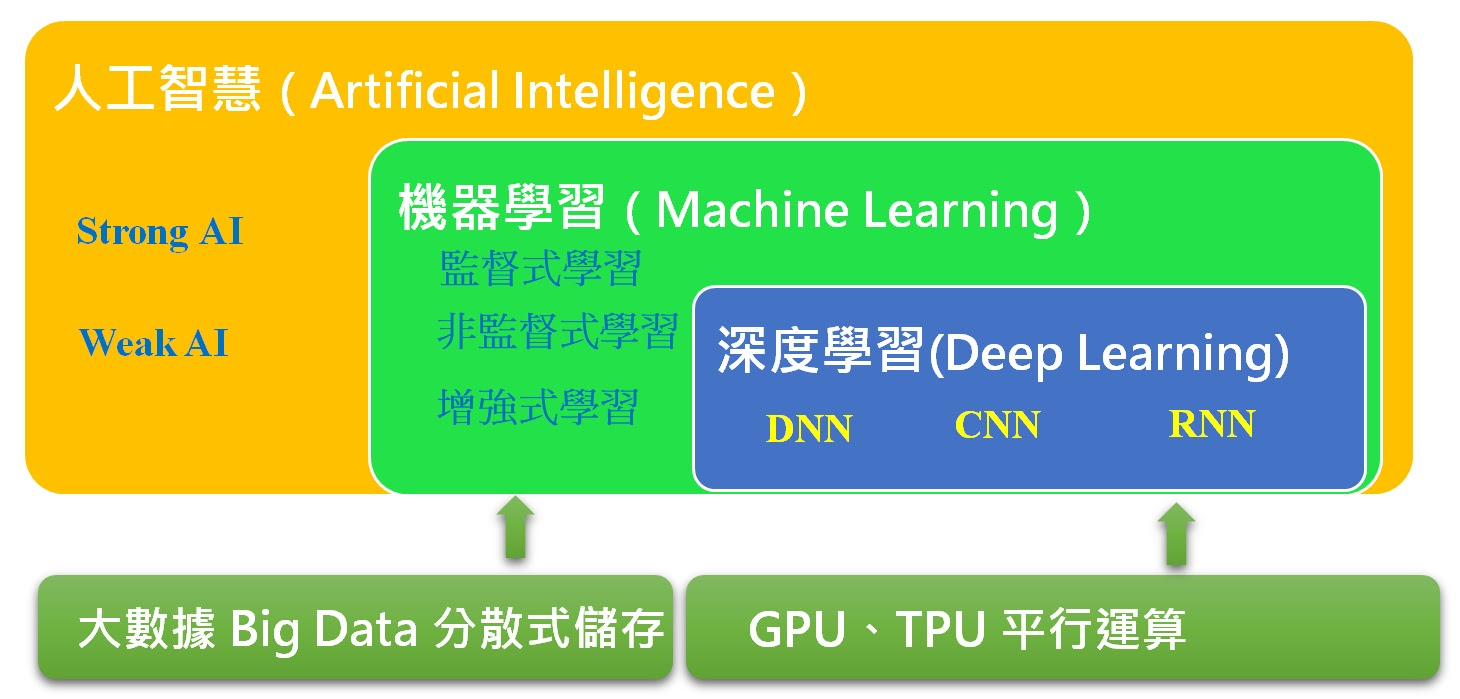 人工智慧（Artificial Intelligence）
Strong AI
Weak AI
機器學習（Machine Learning）
監督式學習
非監督式學習
增強式學習
深度學習(Deep Learning)
DNN CNN RNN
大數據 Big Data 分散式儲存
GPU、TPU 平行運算